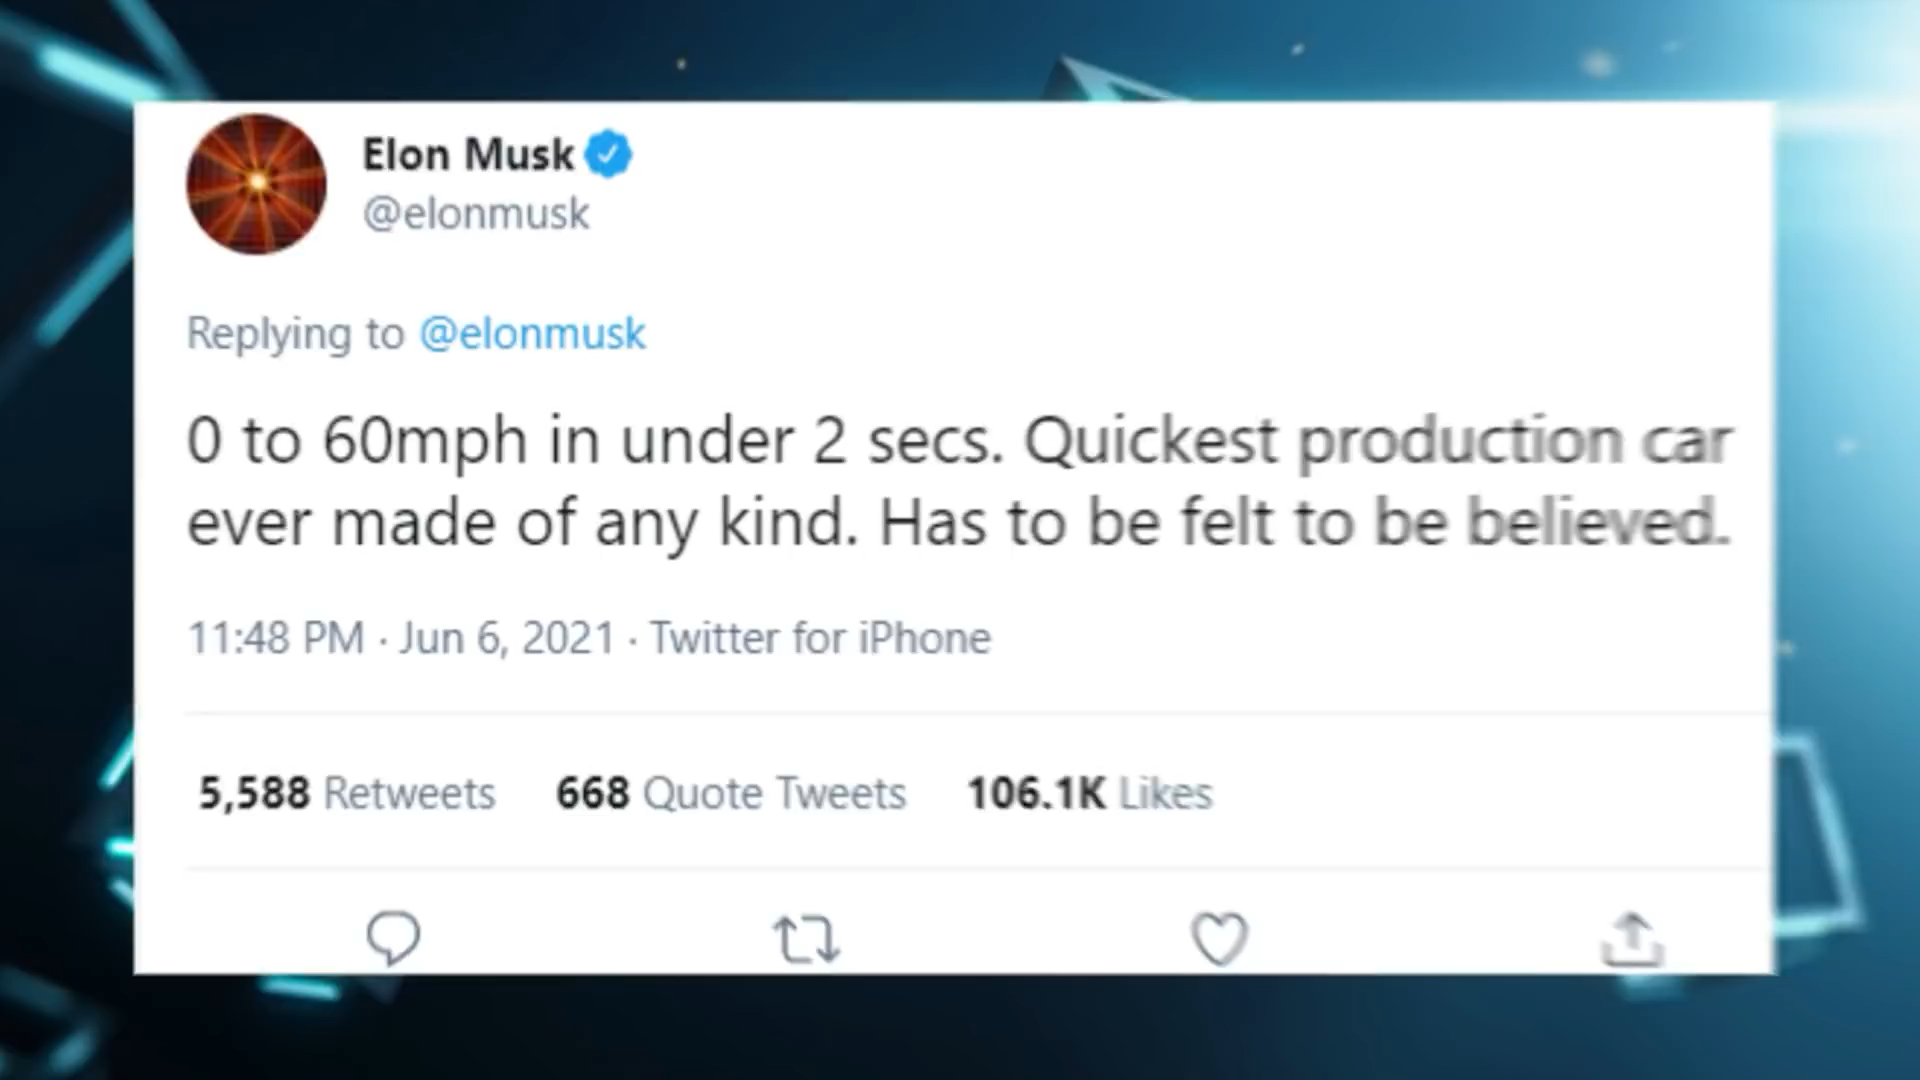 Elon Musk
@elonmusk
Replying to @elonmusk
0 to 60mph in under 2 secs. Quickest production car
ever made of any kind. Has to be felt to be believed.
11:48 PM · Jun 6, 2021 · Twitter for iPhone
5,588 Retweets 668 Quote Tweets 106.1K Likes